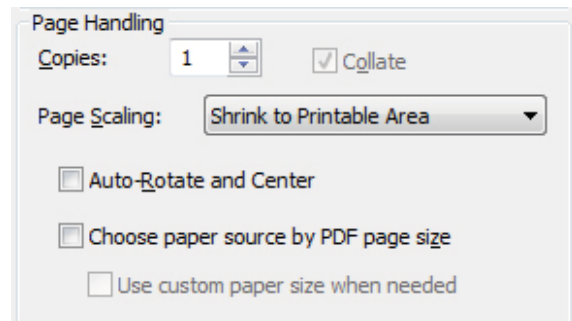 Page Handling
Copies: 1 Collate
Page Scaling: Shrink to Printable Area
Auto-Rotate and Center
Choose paper source by PDF page size
Use custom paper size when needed